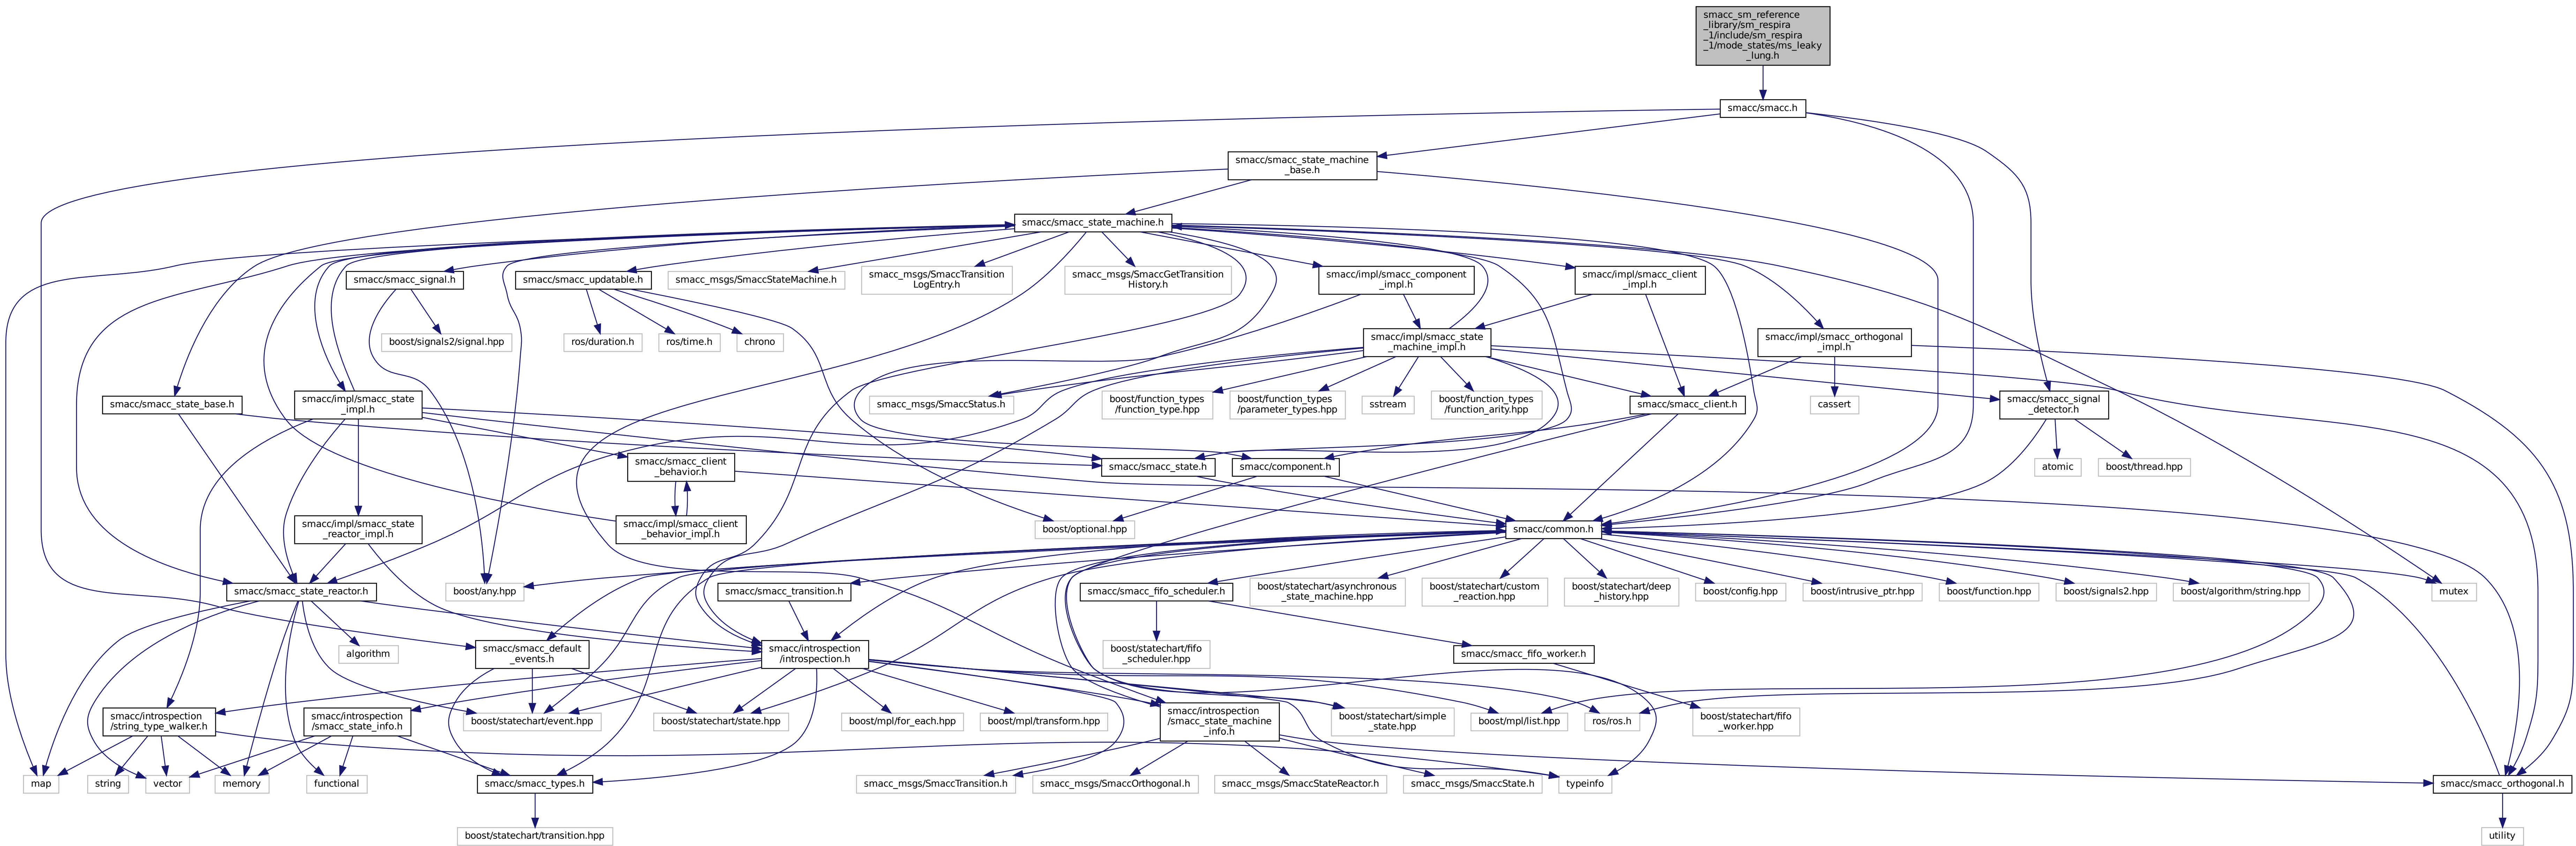 smacc_sm_reference
_library/sm_respira
_1/include/sm_respira
_1/mode_states/ms_leaky
_lung.h
smacc/smacc.h
smacc/smacc_state_machine
_base.h
smacc/smacc_state_machine.h
smacc/smacc_signal.h
smacc/smacc_updatable.h
smacc_msgs/SmaccStateMachine.h
smacc_msgs/SmaccTransition
LogEntry.h
smacc_msgs/SmaccGetTransition
History.h
smacc/impl/smacc_component
_impl.h
smacc/impl/smacc_client
_impl.h
boost/signals2/signal.hpp
ros/duration.h
ros/time.h
chrono
smacc/impl/smacc_state
_machine_impl.h
smacc/impl/smacc_orthogonal
_impl.h
smacc/smacc_state_base.h
smacc/impl/smacc_state
_impl.h
smacc_msgs/SmaccStatus.h
boost/function_types
/function_type.hpp
boost/function_types
/parameter_types.hpp
sstream
boost/function_types
/function_arity.hpp
smacc/smacc_client.h
cassert
smacc/smacc_signal
_detector.h
smacc/smacc_client
_behavior.h
smacc/smacc_state.h
smacc/component.h
atomic
boost/thread.hpp
smacc/impl/smacc_state
_reactor_impl.h
smacc/impl/smacc_client
_behavior_impl.h
boost/optional.hpp
smacc/common.h
smacc/smacc_state_reactor.h
boost/any.hpp
smacc/smacc_transition.h
smacc/smacc_fifo_scheduler.h
boost/statechart/asynchronous
_state_machine.hpp
boost/statechart/custom
_reaction.hpp
boost/statechart/deep
_history.hpp
boost/config.hpp
boost/intrusive_ptr.hpp
boost/function.hpp
boost/signals2.hpp
boost/algorithm/string.hpp
mutex
algorithm
smacc/smacc_default
_events.h
smacc/introspection
/introspection.h
boost/statechart/fifo
_scheduler.hpp
smacc/smacc_fifo_worker.h
smacc/introspection
/string_type_walker.h
smacc/introspection
/smacc_state_info.h
boost/statechart/event.hpp
boost/statechart/state.hpp
boost/mpl/for_each.hpp
boost/mpl/transform.hpp
smacc/introspection
/smacc_state_machine
_info.h
boost/statechart/simple
_state.hpp
boost/mpl/list.hpp
ros/ros.h
boost/statechart/fifo
_worker.hpp
map
string
vector
memory
functional
smacc/smacc_types.h
smacc_msgs/SmaccTransition.h
smacc_msgs/SmaccOrthogonal.h
smacc_msgs/SmaccStateReactor.h
smacc_msgs/SmaccState.h
typeinfo
smacc/smacc_orthogonal.h
boost/statechart/transition.hpp
utility